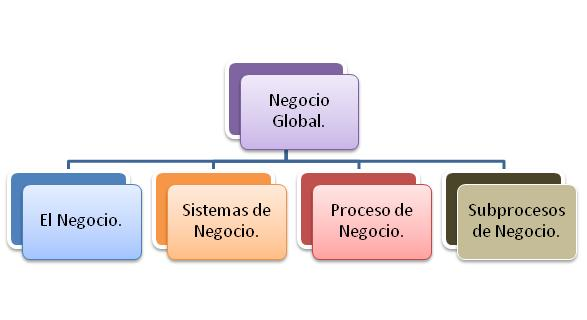 Negocio
Global.
El Negocio.
Sistemas de
Negocio.
Proceso de
Negocio.
Subprocesos
de Negocio.